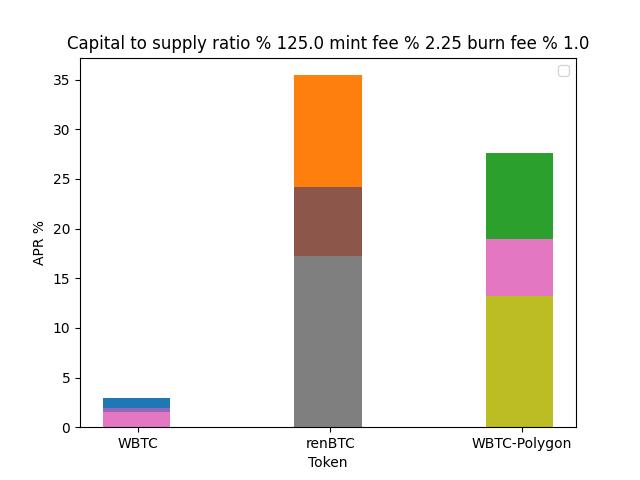 Capital to supply ratio % 125.0 mint fee % 2.25 burn fee % 1.0
35
30
25
20
15
10
5
0
APR %
WBTC renBTC WBTC-Polygon
Token